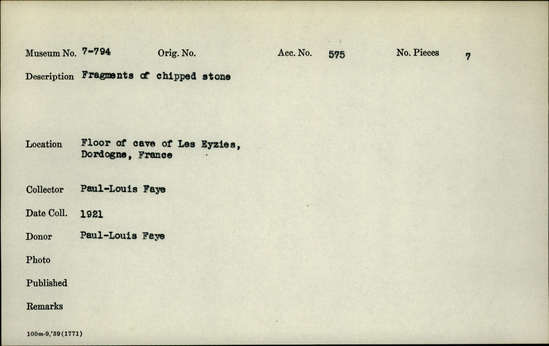 Museum No. 7-794 Orig. No. Acc. No. 575 No. Pieces 7
Description Fragments of chipped stone
Location Floor of cave of Les Eyzies,
Dordogne, France
Collector Paul-Louis Faye
Date Coll. 1921
Donor Paul-Louis Faye
Photo
Published
Remarks
100m-9,'59(1771)